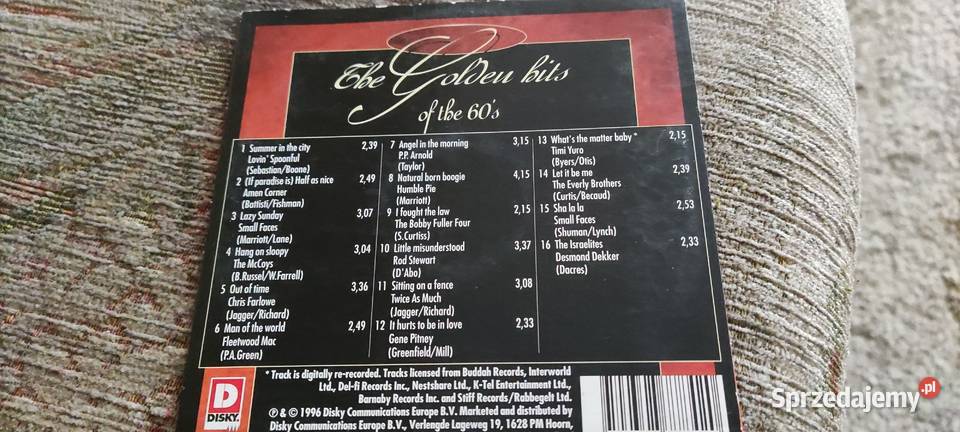 The Golden hits
of the 60's
1 Summer in the city 2,39
Lovin' Spoonful
(Sebastian/Boone)
2 (If paradise is) Half as nice 2,49
Amen Corner
(Battisti/Fishman)
3 Lazy Sunday 3,07
Small Faces
(Marriott/Lane)
4 Hang on sloopy 3,04
The McCoys
(B.Russel/W.Farrell)
5 Out of time 3,36
Chris Farlowe
(Jagger/Richard)
6 Man of the world 2,49
Fleetwood Mac
(P.A.Green)
7 Angel in the morning 3,15
P.P. Arnold
(Taylor)
8 Natural born boogie 4,15
Humble Pie
(Marriott)
9 I fought the law 2,15
The Bobby Fuller Four
(S.Curtiss)
10 Little misunderstood 3,37
Rod Stewart
(D'Abo)
11 Sitting on a fence 3,08
Twice As Much
(Jagger/Richard)
12 It hurts to be in love 2,33
Gene Pitney
(Greenfield/Mill)
13 What's the matter baby * 2,15
Timi Yuro
(Byers/Otis)
14 Let it be me 2,39
The Everly Brothers
(Curtis/Becaud)
15 Sha la la 2,53
Small Faces
(Shuman/Lynch)
16 The Israelites 2,33
Desmond Dekker
(Dacres)
* Track is digitally re-recorded. Tracks licensed from Buddah Records, Interworld
Ltd., Del-fi Records Inc., Nestshare Ltd., K-Tel Entertainment Ltd.,
Barnaby Records Inc. and Stiff Records/Rabbegelt Ltd.
℗ & © 1996 Disky Communications Europe B.V. Marketed and distributed by
Disky Communications Europe B.V., Verlengde Lageweg 19, 1628 PM Hoorn,
D
DISKY
Sprzedajemy.pl